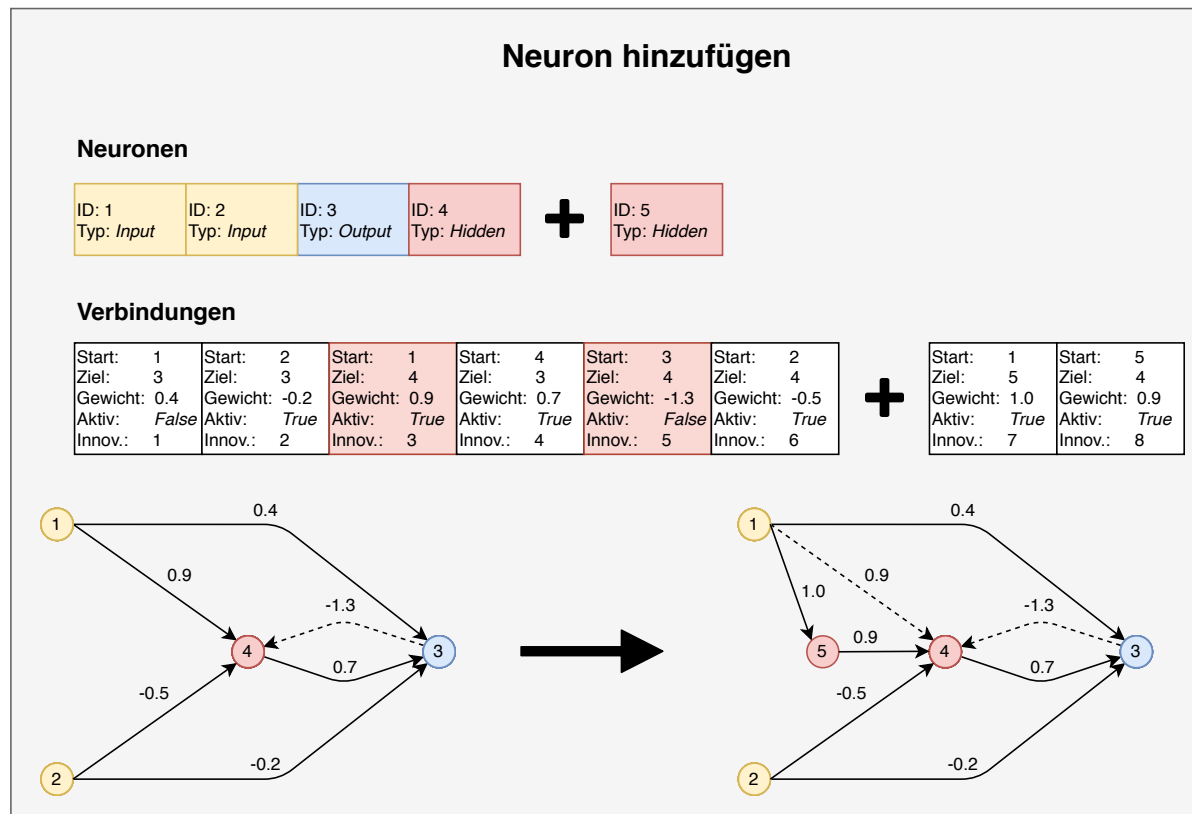 Neuron hinzufügen
Neuronen
ID: 1 ID: 2 ID: 3 ID: 4 ID: 5
Typ: Input Typ: Input Typ: Output Typ: Hidden Typ: Hidden
Verbindungen
Start: 1 Start: 2 Start: 1 Start: 4 Start: 3 Start: 2 Start: 1 Start: 5
Ziel: 3 Ziel: 3 Ziel: 4 Ziel: 3 Ziel: 4 Ziel: 4 Ziel: 5 Ziel: 4
Gewicht: 0.4 Gewicht: -0.2 Gewicht: 0.9 Gewicht: 0.7 Gewicht: -1.3 Gewicht: -0.5 Gewicht: 1.0 Gewicht: 0.9
Aktiv: False Aktiv: True Aktiv: True Aktiv: True Aktiv: False Aktiv: True Aktiv: True Aktiv: True
Innov.: 1 Innov.: 2 Innov.: 3 Innov.: 4 Innov.: 5 Innov.: 6 Innov.: 7 Innov.: 8
1 0.4
0.9
-1.3
4 3
0.7
-0.5
-0.2
2
1 0.4
0.9
1.0
-1.3
5 0.9 4 3
0.7
-0.5
-0.2
2